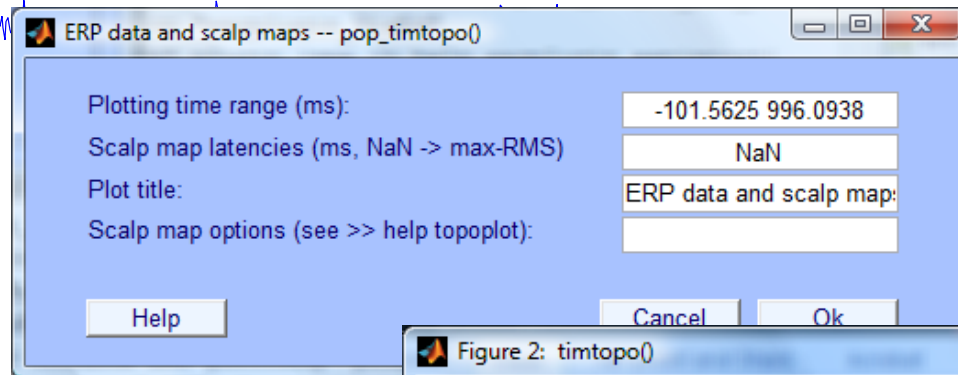 ERP data and scalp maps -- pop_timtopo()
Plotting time range (ms): -101.5625 996.0938
Scalp map latencies (ms, NaN -> max-RMS) NaN
Plot title: ERP data and scalp maps
Scalp map options (see >> help topoplot):
Help Cancel Ok
Figure 2: timtopo()